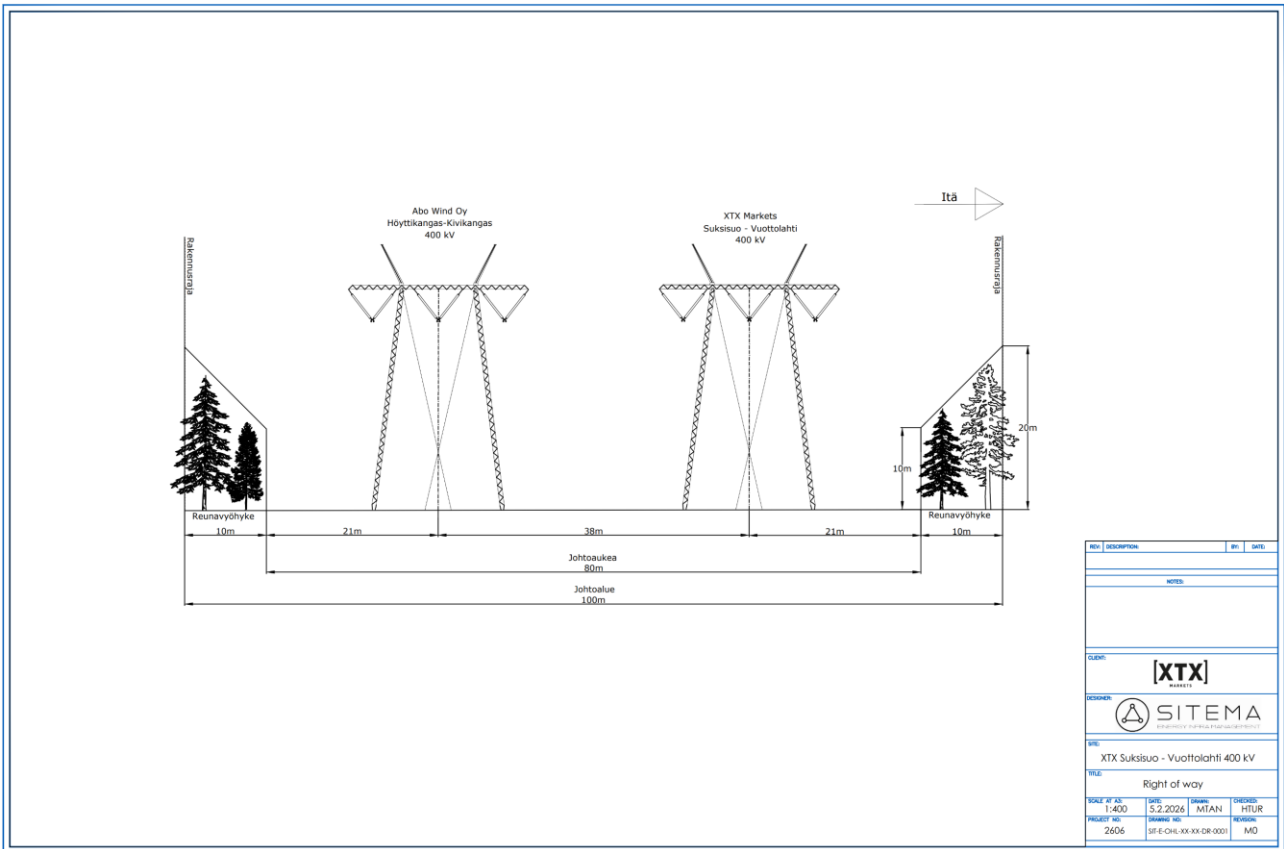 Itä
Abo Wind Oy
Höyttikangas-Kivikangas
400 kV
XTX Markets
Suksisuo - Vuottolahti
400 kV
Rakennusraja
Rakennusraja
20m
10m
Reunavyöhyke
Reunavyöhyke
10m
21m
38m
21m
10m
Johtoaukea
80m
Johtoalue
100m
REV: DESCRIPTION: BY: DATE:
NOTES:
CLIENT:
[XTX]
MARKETS
DESIGNER:
SITEMA
ENERGY INFRA MANAGEMENT
SITE:
XTX Suksisuo - Vuottolahti 400 kV
TITLE:
Right of way
SCALE AT A3: DATE: DRAWN: CHECKED:
1:400 5.2.2026 MTAN HTUR
PROJECT NO: DRAWING NO: REVISION:
2606 SIT-E-OHL-XX-XX-DR-0001 M0